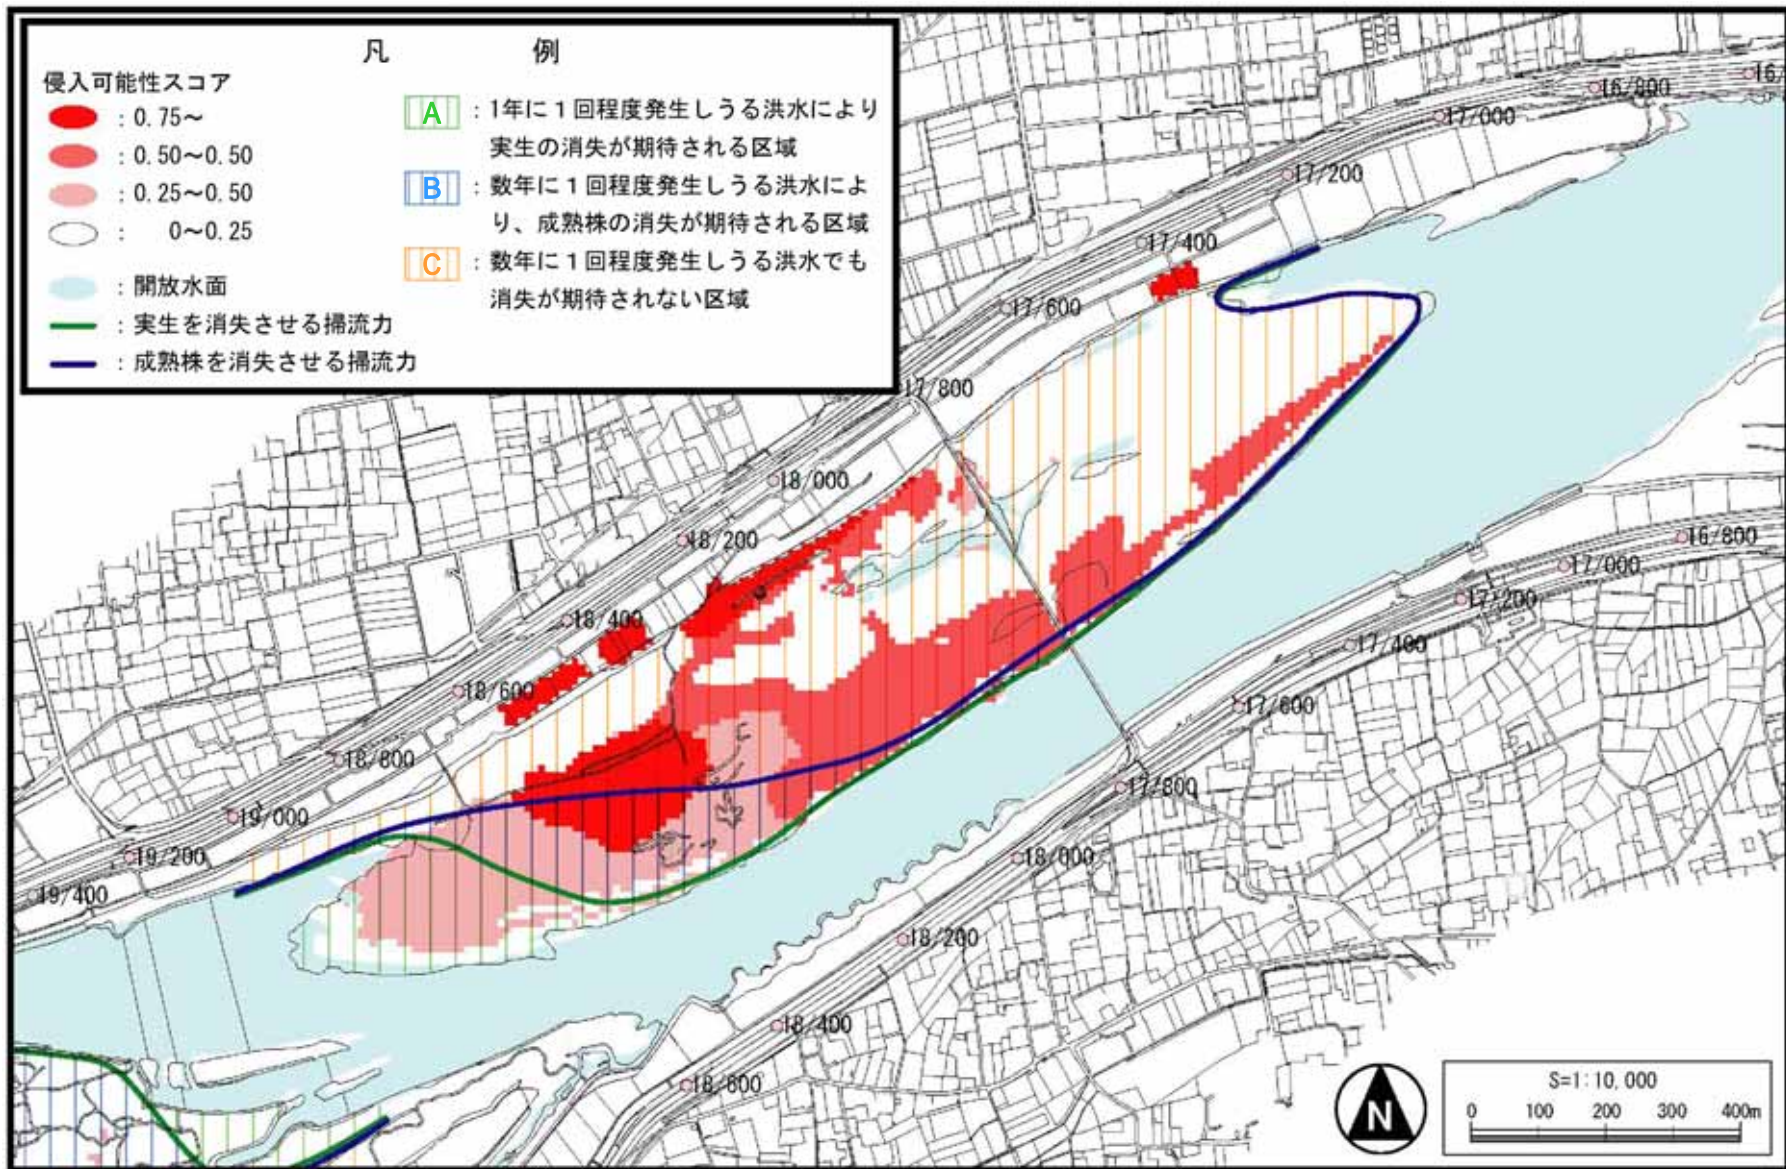 凡 例
侵入可能性スコア
: 0.75～
: 0.50～0.50
: 0.25～0.50
: 0～0.25
: 開放水面
: 実生を消失させる掃流力
: 成熟株を消失させる掃流力
A : 1年に1回程度発生しうる洪水により
実生の消失が期待される区域
B : 数年に1回程度発生しうる洪水によ
り、成熟株の消失が期待される区域
C : 数年に1回程度発生しうる洪水でも
消失が期待されない区域
16/800
17/000
17/200
17/400
17/600
17/800
18/000
18/200
18/400
18/600
18/800
19/000
19/200
19/400
16/800
17/000
17/200
17/400
17/600
17/800
18/000
18/200
18/400
18/600
N
S=1:10,000
0 100 200 300 400m